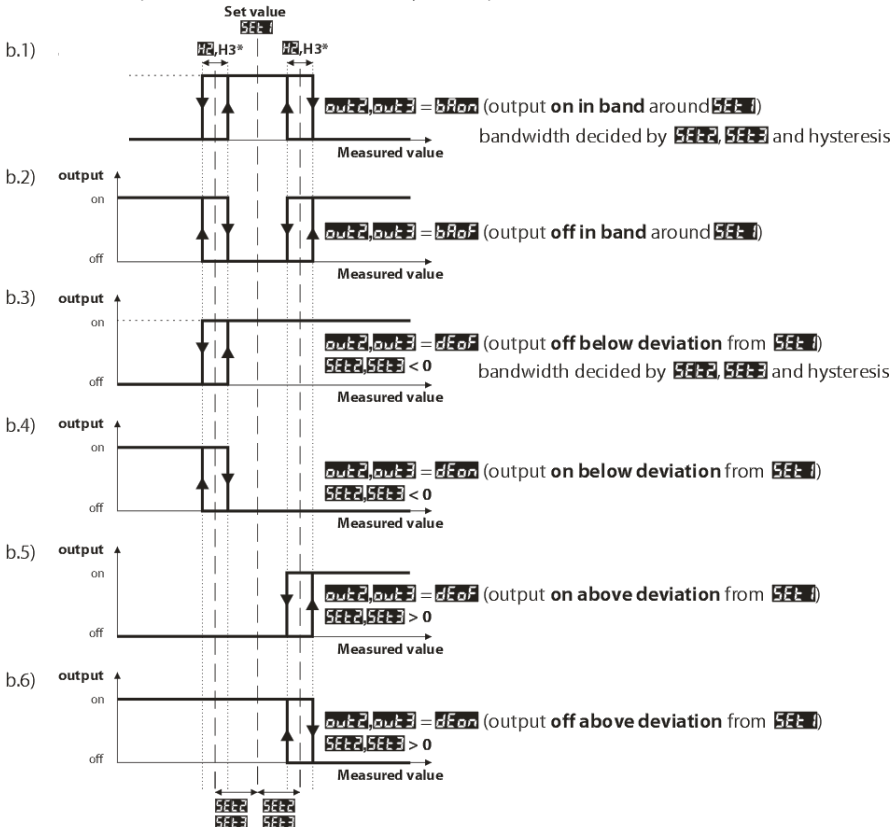 Set value
SEt1
H2,H3* H2,H3*
b.1)
out2,out3 = bAon (output on in band around SEt1)
bandwidth decided by SEt2, SEt3 and hysteresis
Measured value
b.2) output
on
out2,out3 = bAoF (output off in band around SEt1)
off
Measured value
b.3) output
on
out2,out3 = dEoF (output off below deviation from SEt1)
SEt2,SEt3 < 0 bandwidth decided by SEt2, SEt3 and hysteresis
off
Measured value
b.4) output
on
out2,out3 = dEon (output on below deviation from SEt1)
SEt2,SEt3 < 0
off
Measured value
b.5) output
on
out2,out3 = dEoF (output on above deviation from SEt1)
SEt2,SEt3 > 0
off
Measured value
b.6) output
on
out2,out3 = dEon (output off above deviation from SEt1)
SEt2,SEt3 > 0
off
Measured value
SEt2 SEt2
SEt3 SEt3